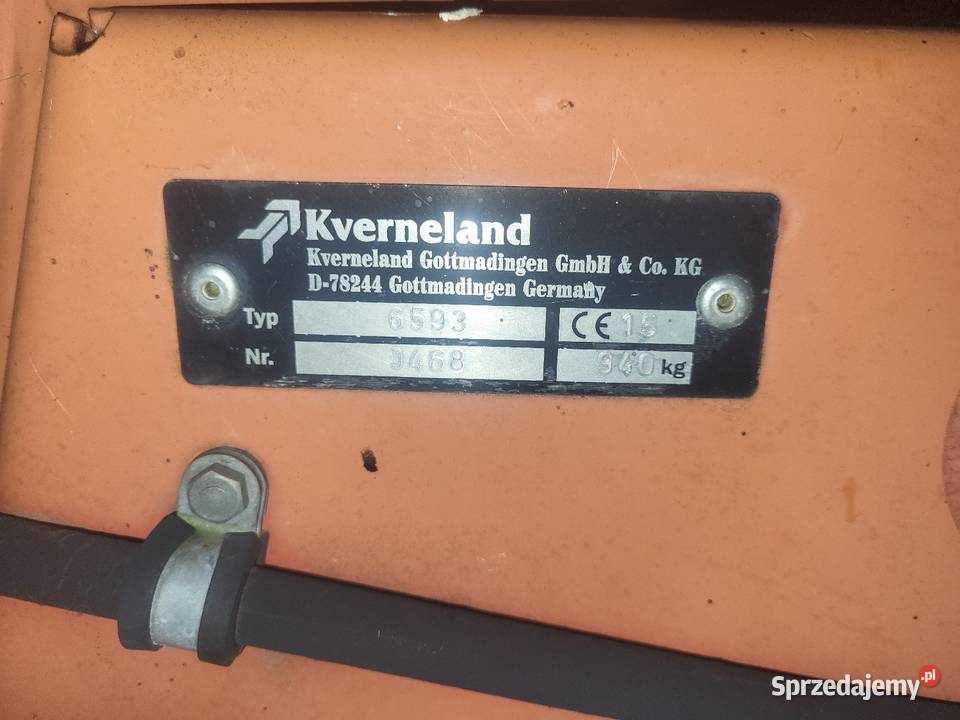 Kverneland
Kverneland Gottmadingen GmbH & Co. KG
D-78244 Gottmadingen Germany
Typ 6593 CE 15
Nr. 9468 940 kg
Sprzedajemy.pl